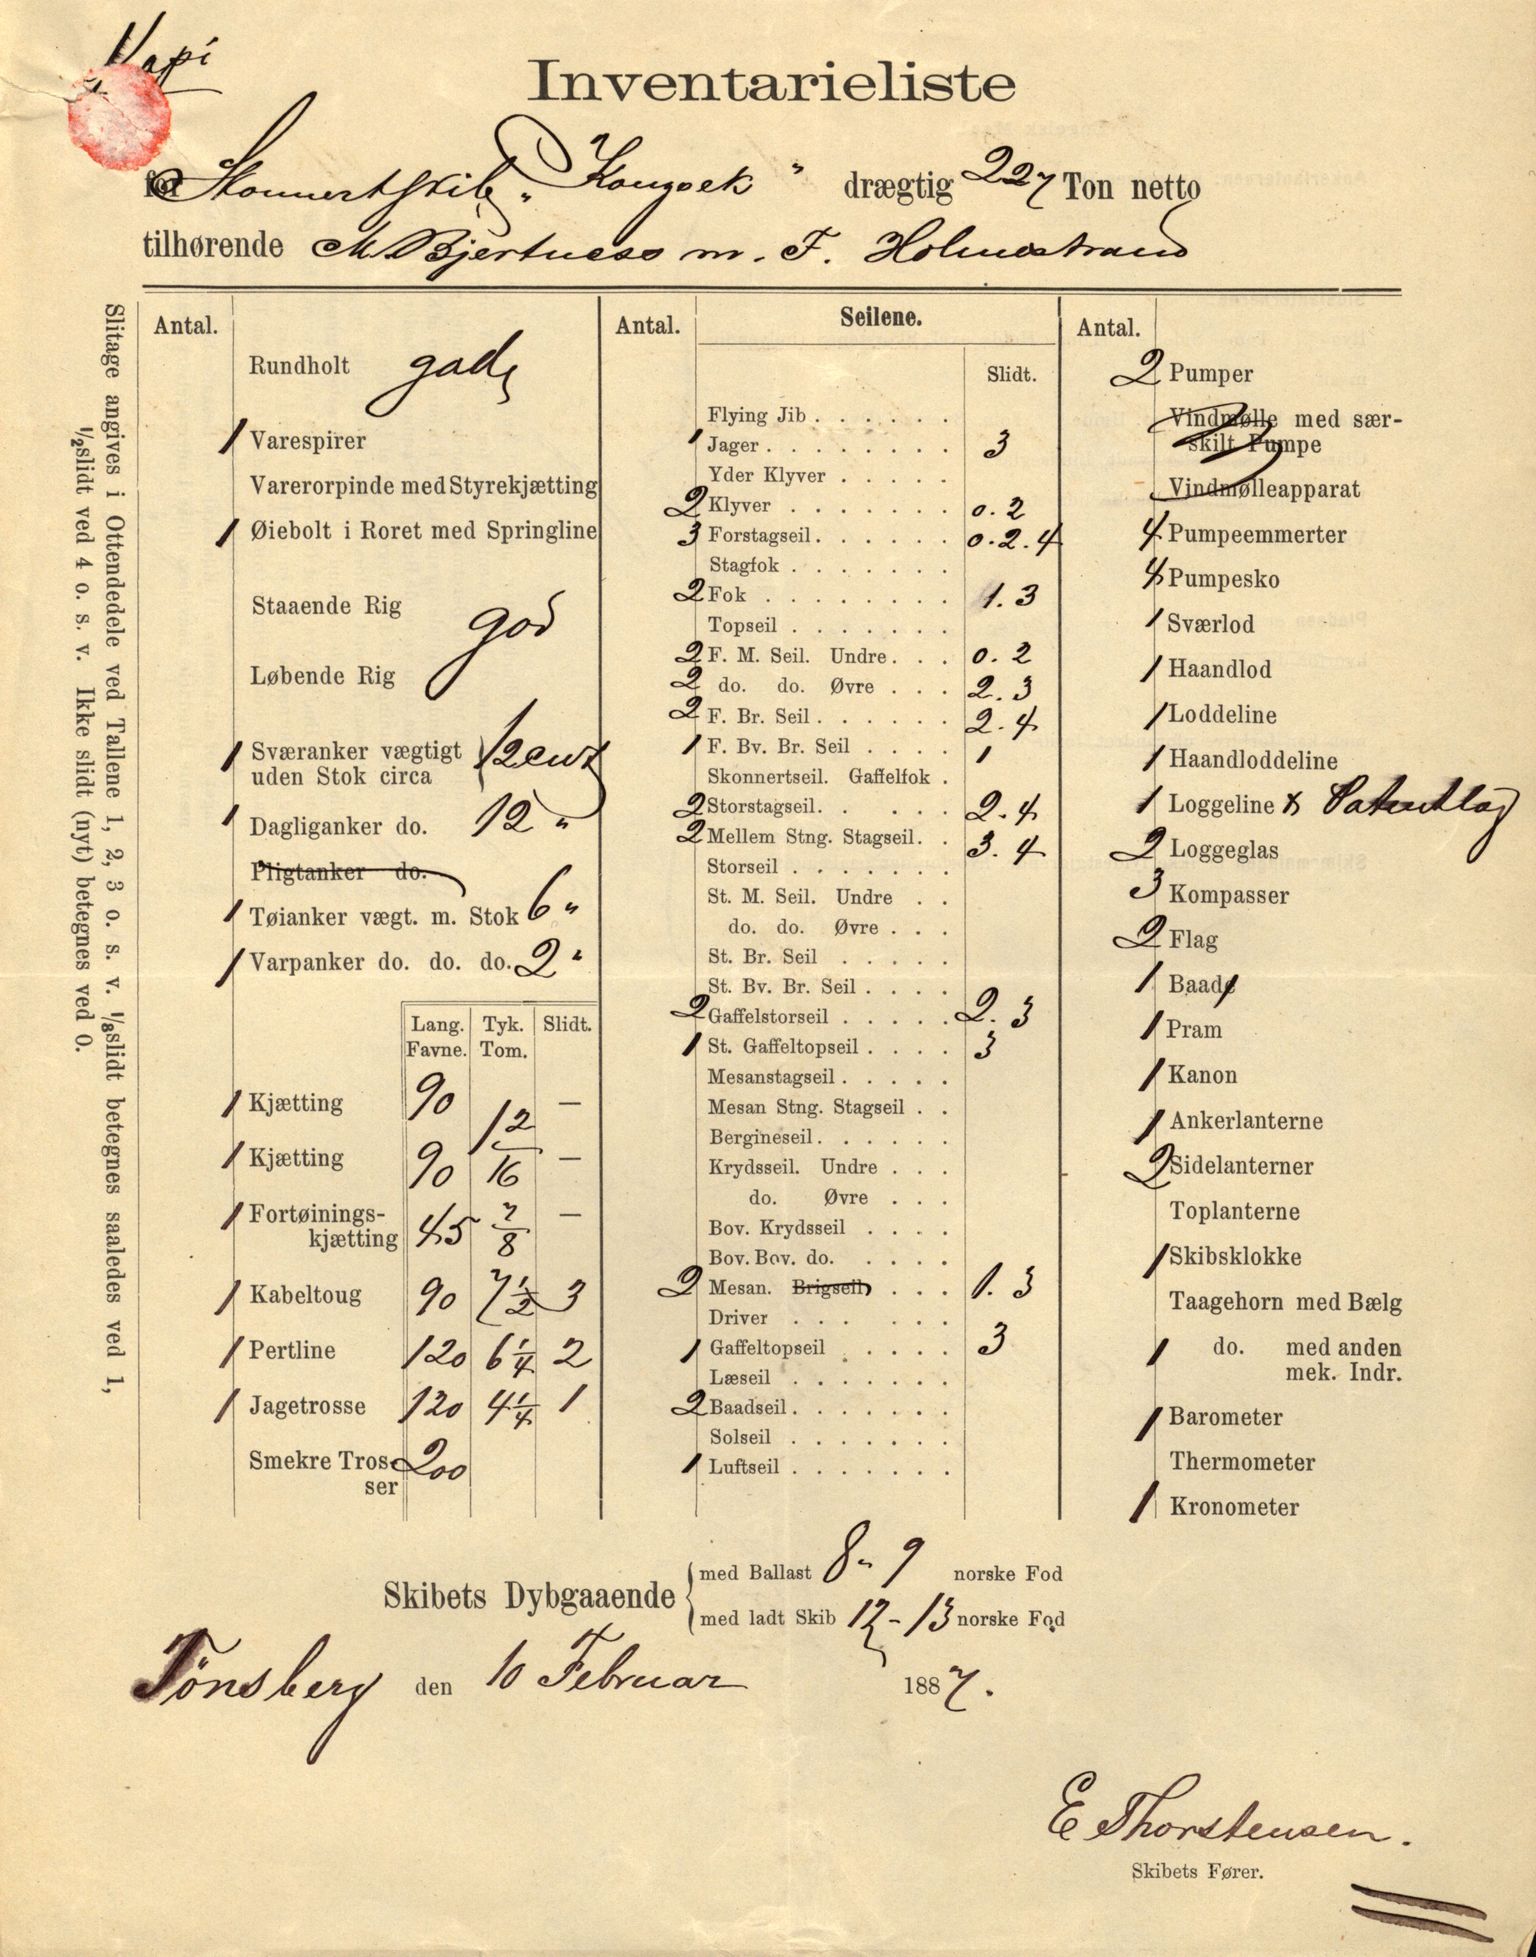 Kopi
Inventarieliste
for Skonnertskib „Kongsek" drægtig 227 Ton netto
tilhørende M Bjertness m. F. Holmestrand
Slitage angives i Ottendedele ved Tallene 1, 2, 3 o. s. v. 1/8slidt betegnes saaledes ved 1,
1/2slidt ved 4 o. s. v. Ikke slidt (nyt) betegnes ved 0.
Antal.
Rundholt gode
1 Varespirer
Varerorpinde med Styrekjætting
1 Øiebolt i Roret med Springline
Staaende Rig
god
Løbende Rig
1 Sværanker vægtigt
uden Stok circa 12 cwt
1 Dagliganker do. 12 "
Pligtanker do.
1 Tøianker vægt. m. Stok 6 "
1 Varpanker do. do. do. 2 "
Lang. Tyk. Slidt.
Favne. Tom.
1 Kjætting 90 1 2/16 —
1 Kjætting 90 —
1 Fortøinings-
kjætting 45 7/8 —
1 Kabeltoug 90 7 1/2 3
1 Pertline 120 6 1/4 2
1 Jagetrosse 120 4 1/4 1
Smekre Tros-
ser 200
Antal. Seilene.
Slidt.
Flying Jib . . . . . .
1 Jager . . . . . . . . 3
Yder Klyver . . . . .
2 Klyver . . . . . . . 0. 2
3 Forstagseil . . . . . . 0. 2. 4
Stagfok . . . . . . .
2 Fok . . . . . . . . 1. 3
Topseil . . . . . . .
2 F. M. Seil. Undre . . . 0. 2
2 do. do. Øvre . . . 2. 3
2 F. Br. Seil . . . . . . 2. 4
1 F. Bv. Br. Seil . . . . 1
Skonnertseil. Gaffelfok .
2 Storstagseil . . . . . 2. 4
2 Mellem Stng. Stagseil . . 3. 4
Storseil . . . . . . .
St. M. Seil. Undre . .
do. do. Øvre . . .
St. Br. Seil . . . . .
St. Bv. Br. Seil . . . .
2 Gaffelstorseil . . . . . 2. 3
1 St. Gaffeltopseil . . . . 3
Mesanstagseil . . . . .
Mesan Stng. Stagseil . .
Bergineseil . . . . . .
Krydsseil. Undre . . .
do. Øvre . . .
Bov. Krydsseil . . . .
Bov. Bov. do. . . . .
2 Mesan. Brigseil . . . 1. 3
Driver . . . . . .
1 Gaffeltopseil . . . . 3
Læseil . . . . . . .
2 Baadseil . . . . . . .
Solseil . . . . . . .
1 Luftseil . . . . . . .
Antal.
2 Pumper
Vindmølle med sær-
skilt Pumpe
Vindmølleapparat
4 Pumpeemmerter
4 Pumpesko
1 Sværlod
1 Haandlod
1 Loddeline
1 Haandloddeline
1 Loggeline & Patentlog
2 Loggeglas
3 Kompasser
2 Flag
1 Baade
1 Pram
1 Kanon
1 Ankerlanterne
2 Sidelanterner
Toplanterne
1 Skibsklokke
Taagehorn med Bælg
1 do. med anden
mek. Indr.
1 Barometer
Thermometer
1 Kronometer
Skibets Dybgaaende
med Ballast 8 - 9 norske Fod
med ladt Skib 12 - 13 norske Fod
Tönsberg den 10 Februar 1887.
E Thorstensen.
Skibets Fører.